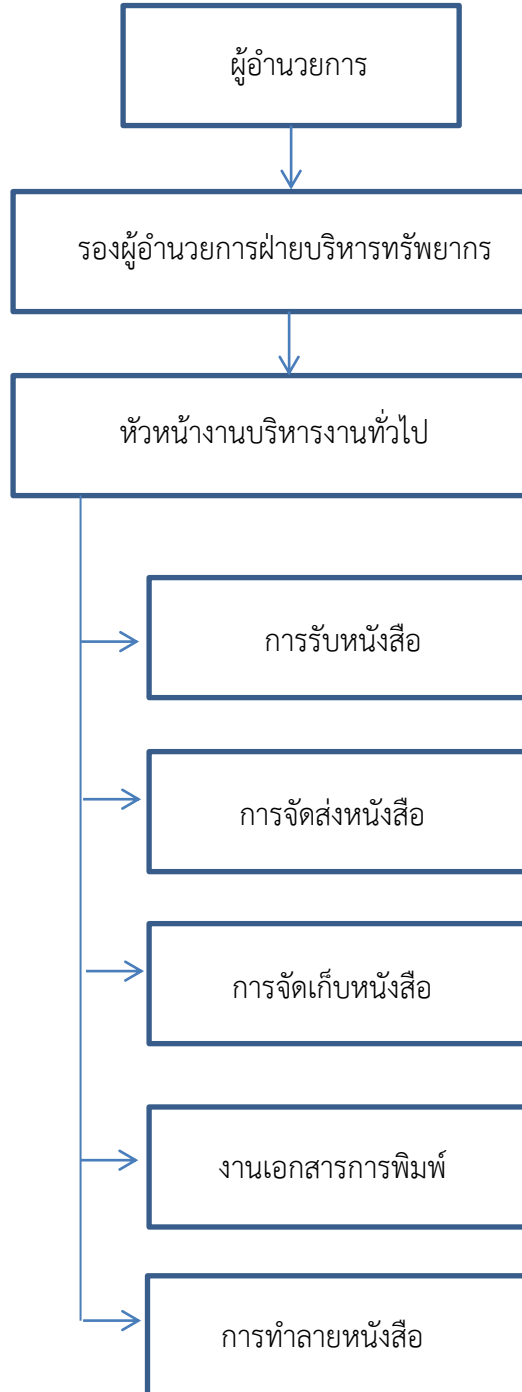 ผู้อำนวยการ
รองผู้อำนวยการฝ่ายบริหารทรัพยากร
หัวหน้างานบริหารงานทั่วไป
การรับหนังสือ
การจัดส่งหนังสือ
การจัดเก็บหนังสือ
งานเอกสารการพิมพ์
การทำลายหนังสือ